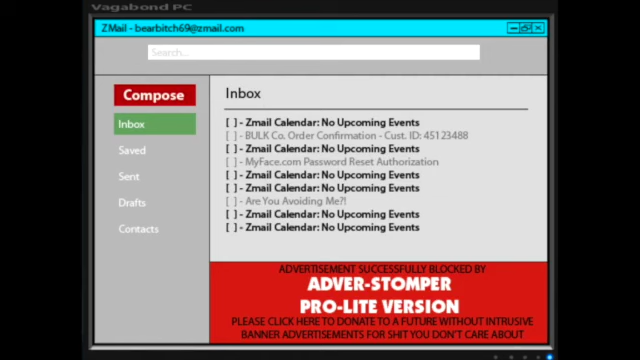 Vagabond PC
ZMail - bearbitch69@zmail.com
Search...
Compose
Inbox
Saved
Sent
Drafts
Contacts
Inbox
[ ] - Zmail Calendar: No Upcoming Events
[ ] - BULK Co. Order Confirmation - Cust. ID: 45123488
[ ] - Zmail Calendar: No Upcoming Events
[ ] - MyFace.com Password Reset Authorization
[ ] - Zmail Calendar: No Upcoming Events
[ ] - Zmail Calendar: No Upcoming Events
[ ] - Are You Avoiding Me?!
[ ] - Zmail Calendar: No Upcoming Events
[ ] - Zmail Calendar: No Upcoming Events
ADVERTISEMENT SUCCESSFULLY BLOCKED BY
ADVER-STOMPER
PRO-LITE VERSION
PLEASE CLICK HERE TO DONATE TO A FUTURE WITHOUT INTRUSIVE
BANNER ADVERTISEMENTS FOR SHIT YOU DON'T CARE ABOUT